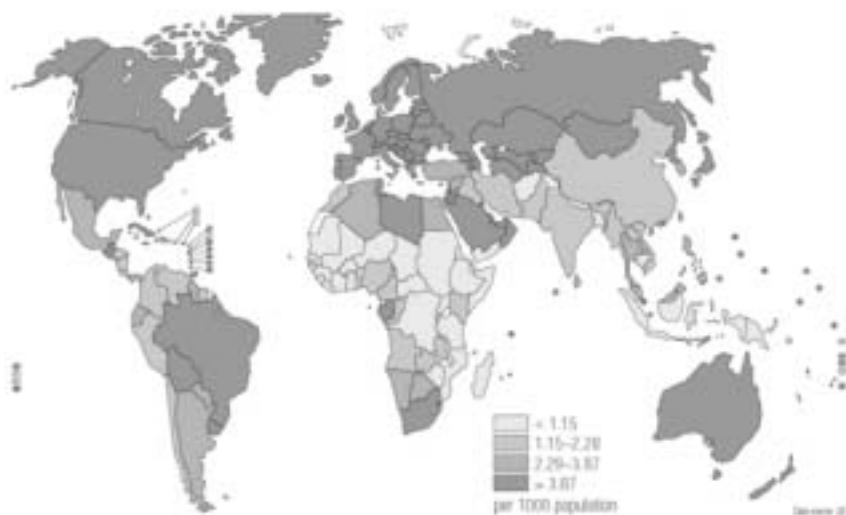 < 1.15
1.15–2.28
2.29–3.87
> 3.87
per 1000 population